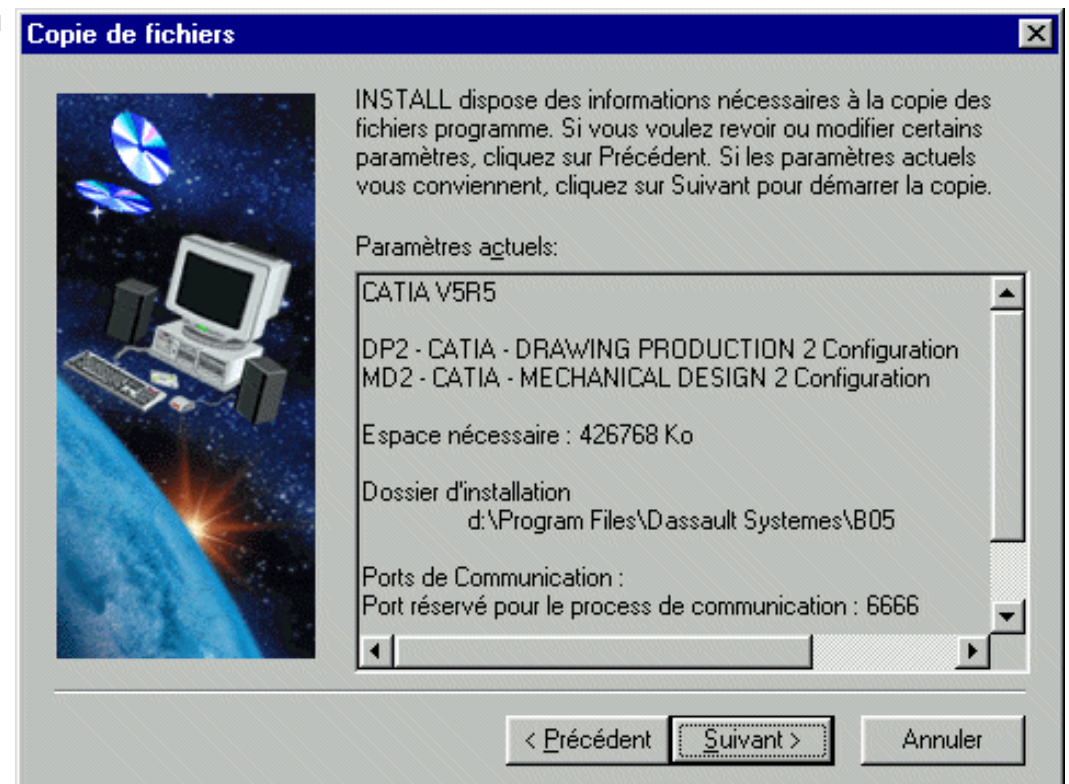 Copie de fichiers
INSTALL dispose des informations nécessaires à la copie des
fichiers programme. Si vous voulez revoir ou modifier certains
paramètres, cliquez sur Précédent. Si les paramètres actuels
vous conviennent, cliquez sur Suivant pour démarrer la copie.
Paramètres actuels:
CATIA V5R5
DP2 - CATIA - DRAWING PRODUCTION 2 Configuration
MD2 - CATIA - MECHANICAL DESIGN 2 Configuration
Espace nécessaire : 426768 Ko
Dossier d'installation
d:\Program Files\Dassault Systemes\B05
Ports de Communication :
Port réservé pour le process de communication : 6666
< Précédent
Suivant >
Annuler